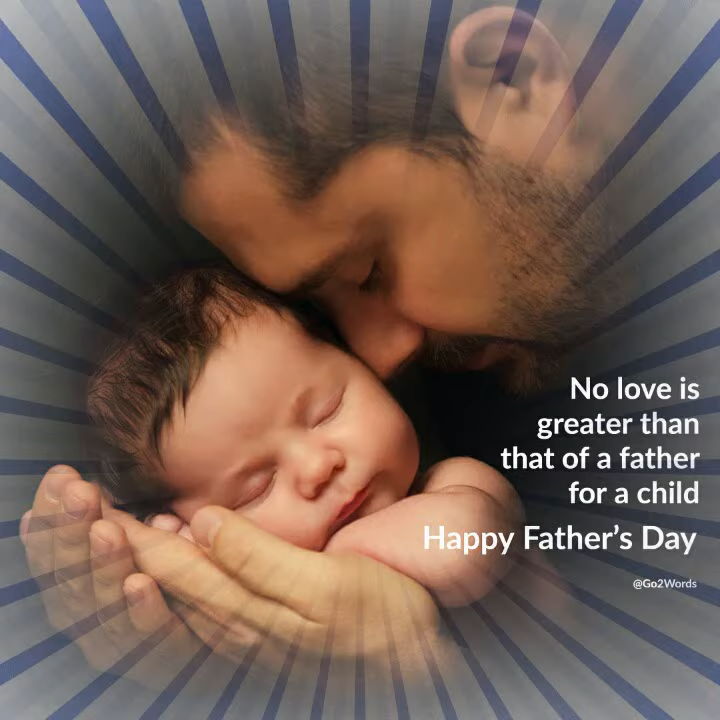 No love is
greater than
that of a father
for a child
Happy Father’s Day
@Go2Words